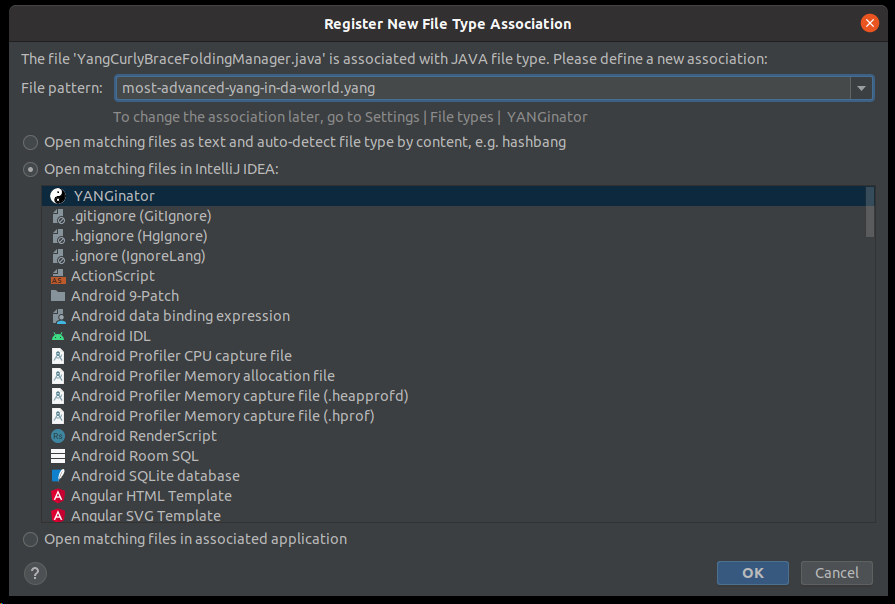 Register New File Type Association
The file 'YangCurlyBraceFoldingManager.java' is associated with JAVA file type. Please define a new association:
File pattern: most-advanced-yang-in-da-world.yang
To change the association later, go to Settings | File types | YANGinator
Open matching files as text and auto-detect file type by content, e.g. hashbang
Open matching files in IntelliJ IDEA:
YANGinator
.gitignore (GitIgnore)
.hgignore (HgIgnore)
.ignore (IgnoreLang)
AS ActionScript
Android 9-Patch
Android data binding expression
Android IDL
Android Profiler CPU capture file
Android Profiler Memory allocation file
Android Profiler Memory capture file (.heapprofd)
Android Profiler Memory capture file (.hprof)
Rs Android RenderScript
Android Room SQL
Android SQLite database
A Angular HTML Template
A Angular SVG Template
Open matching files in associated application
? OK Cancel